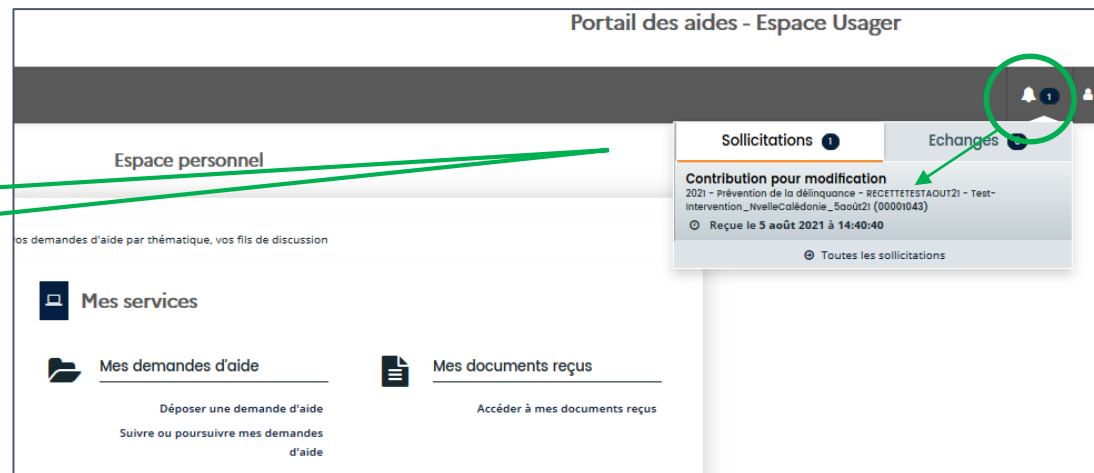 Portail des aides - Espace Usager
1
Sollicitations 1
Echanges
Espace personnel
Contribution pour modification
2021 - Prévention de la délinquance - RECETTETESTAOUT21 - Test-
Intervention_NvelleCalédonie_5août21 (00001043)
Reçue le 5 août 2021 à 14:40:40
Toutes les sollicitations
os demandes d'aide par thématique, vos fils de discussion
Mes services
Mes demandes d'aide
Mes documents reçus
Déposer une demande d'aide
Accéder à mes documents reçus
Suivre ou poursuivre mes demandes
d'aide